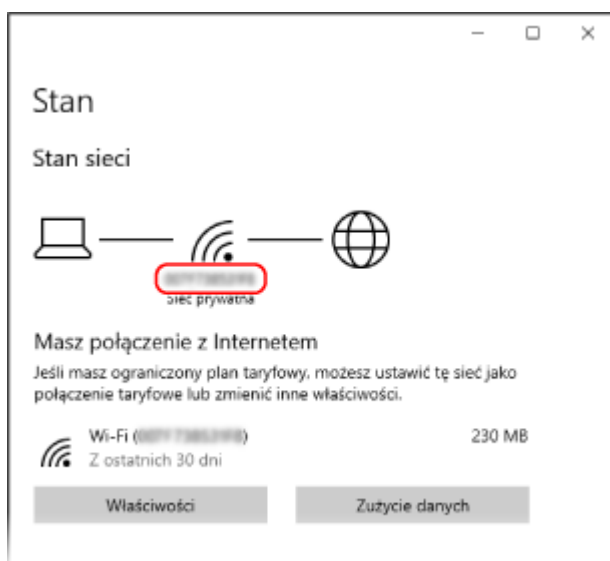 Stan
Stan sieci
Sieć prywatna
Masz połączenie z Internetem
Jeśli masz ograniczony plan taryfowy, możesz ustawić tę sieć jako
połączenie taryfowe lub zmienić inne właściwości.
Wi-Fi ( )
230 MB
Z ostatnich 30 dni
Właściwości
Zużycie danych